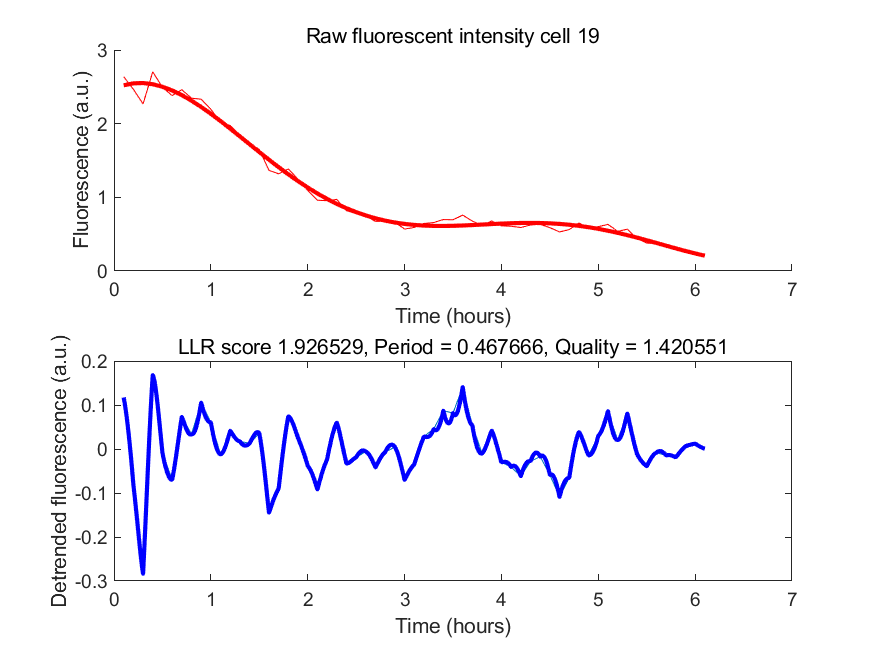 Raw fluorescent intensity cell 19
Fluorescence (a.u.)
3
2
1
0
0 1 2 3 4 5 6 7
Time (hours)
LLR score 1.926529, Period = 0.467666, Quality = 1.420551
Detrended fluorescence (a.u.)
0.2
0.1
0
-0.1
-0.2
-0.3
0 1 2 3 4 5 6 7
Time (hours)